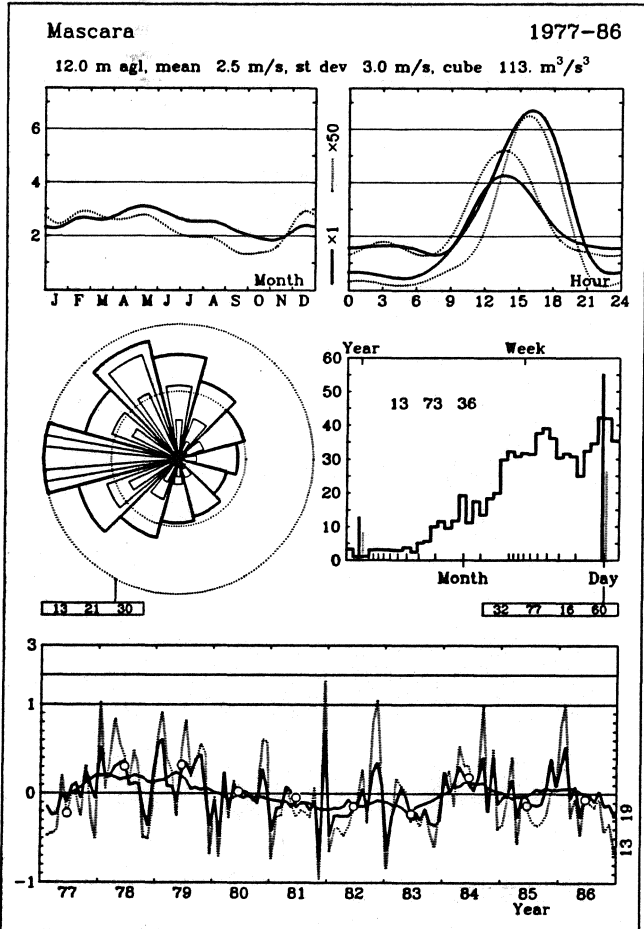 Mascara 1977-86
12.0 m agl, mean 2.5 m/s, st dev 3.0 m/s, cube 113. m³/s³
6
4
2
×50
×1
Month
J F M A M J J A S O N D
Hour
0 3 6 9 12 15 18 21 24
Year Week
60
50
40
30
20
10
0
13 73 36
Month Day
13 21 30
32 77 16 60
3
1
0
-1
13 19
77 78 79 80 81 82 83 84 85 86
Year